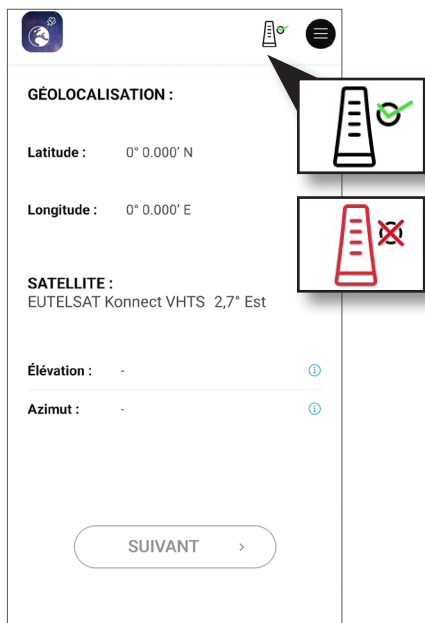 GÉOLOCALISATION :
Latitude : 0° 0.000′ N
Longitude : 0° 0.000′ E
SATELLITE :
EUTELSAT Konnect VHTS 2,7° Est
Élévation : -
Azimut : -
SUIVANT >